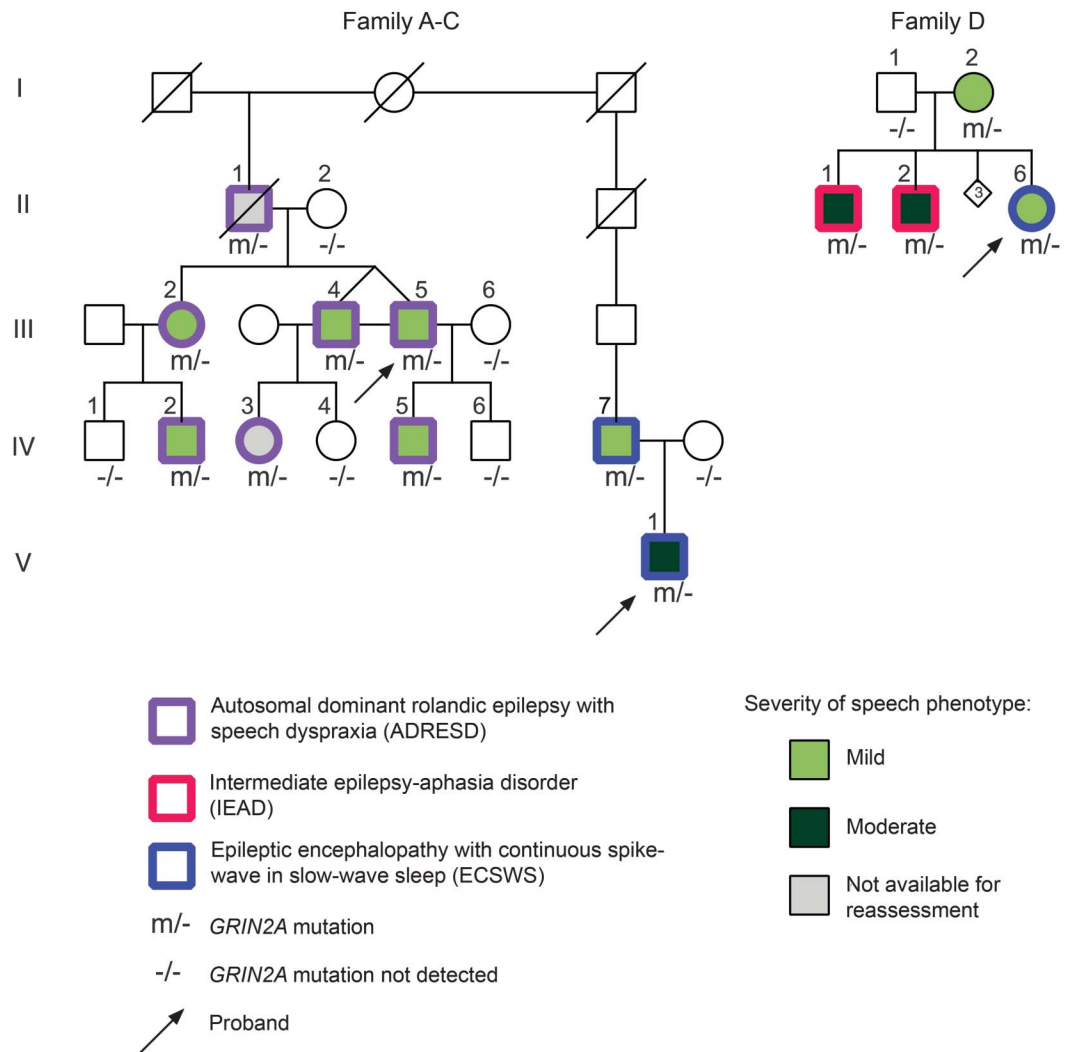 Family A-C
Family D
I
1 2
-/- m/-
II
1 2
m/- -/-
1 2 3 6
m/- m/- m/-
III
2 4 5 6
m/- m/- m/- -/-
IV
1 2 3 4 5 6 7
-/- m/- m/- -/- m/- -/- m/- -/-
V
1
m/-
Autosomal dominant rolandic epilepsy with
speech dyspraxia (ADRESD)
Intermediate epilepsy-aphasia disorder
(IEAD)
Epileptic encephalopathy with continuous spike-
wave in slow-wave sleep (ECSWS)
m/- GRIN2A mutation
-/- GRIN2A mutation not detected
Proband
Severity of speech phenotype:
Mild
Moderate
Not available for
reassessment